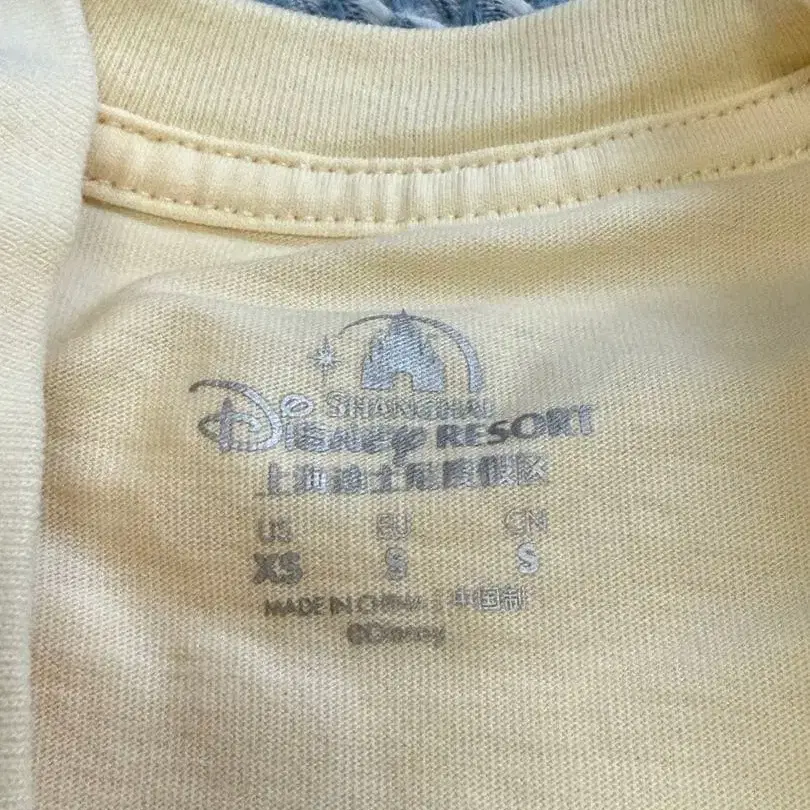 SHANGHAI
Disney RESORT
上海迪士尼度假区
US EU CN
XS S S
MADE IN CHINA 中国制
©Disney